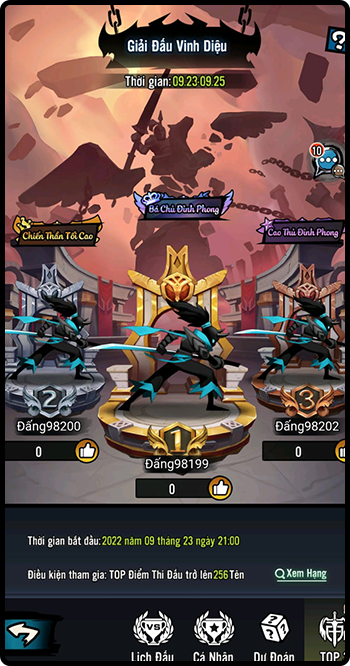 Giải Đấu Vinh Diệu
?
Thời gian: 09.23-09.25
10
Bá Chủ Đỉnh Phong
Chiến Thần Tối Cao
Cao Thủ Đỉnh Phong
2
3
1
Đấng98200
Đấng98202
0
0
Đấng98199
0
Thời gian bắt đầu: 2022 năm 09 tháng 23 ngày 21:00
Điều kiện tham gia: TOP Điểm Thi Đấu trở lên 256 Tên
Xem Hạng
VS
Lịch Đấu
Cá Nhân
Dự Đoán
TOP